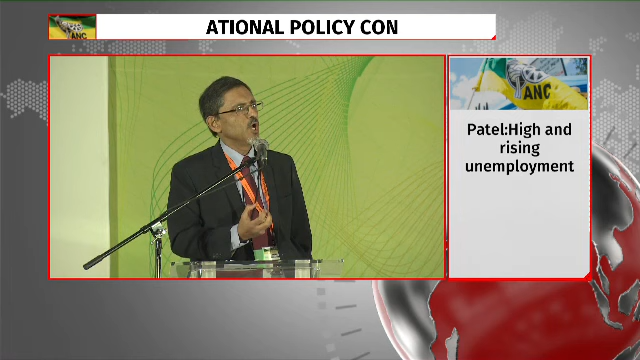 ANC
ATIONAL POLICY CON
ANC
Patel:High and
rising
unemployment